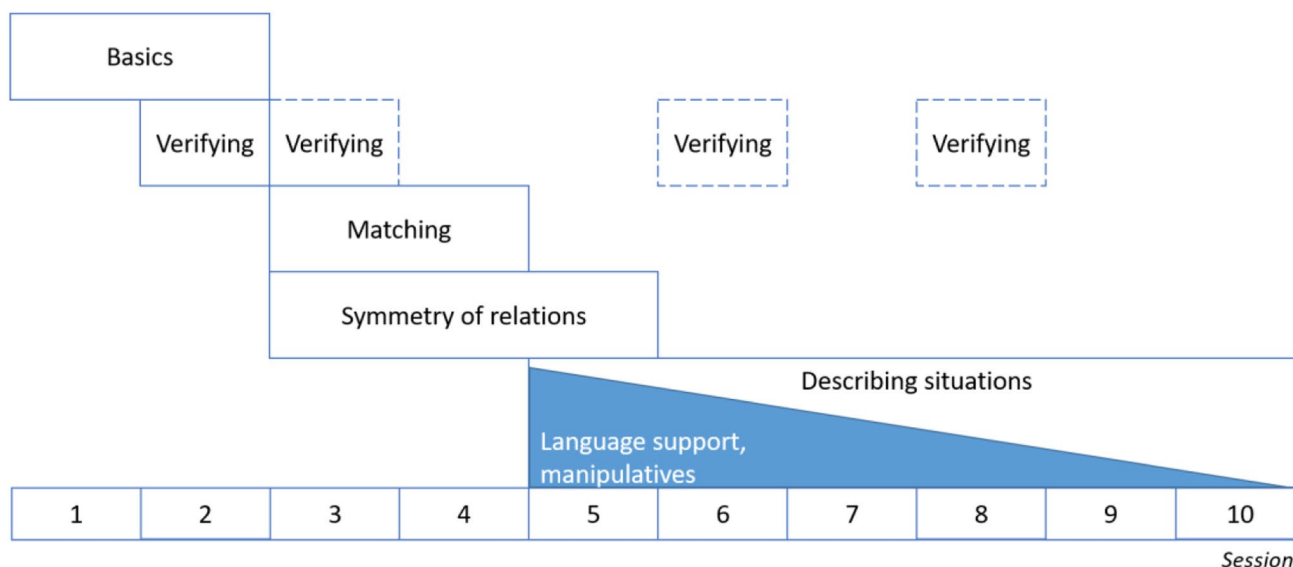 Basics
Verifying
Verifying
Verifying
Verifying
Matching
Symmetry of relations
Describing situations
Language support,
manipulatives
1 2 3 4 5 6 7 8 9 10
Session